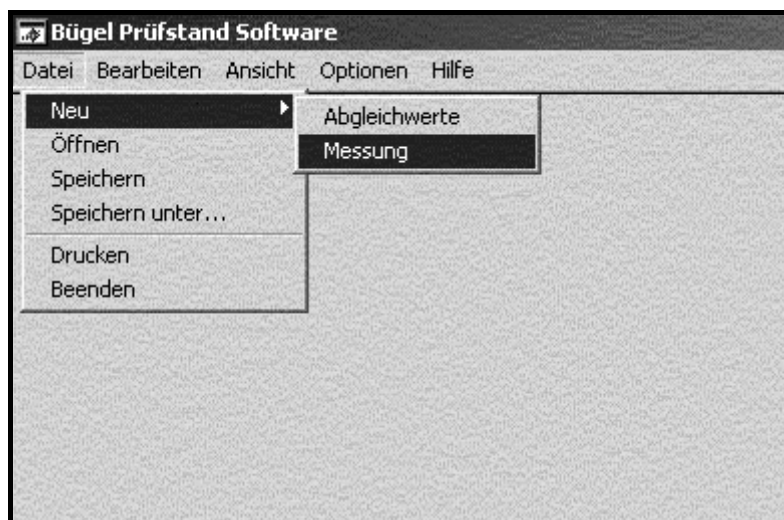 Bügel Prüfstand Software
Datei Bearbeiten Ansicht Optionen Hilfe
Neu
Abgleichwerte
Öffnen
Messung
Speichern
Speichern unter...
Drucken
Beenden